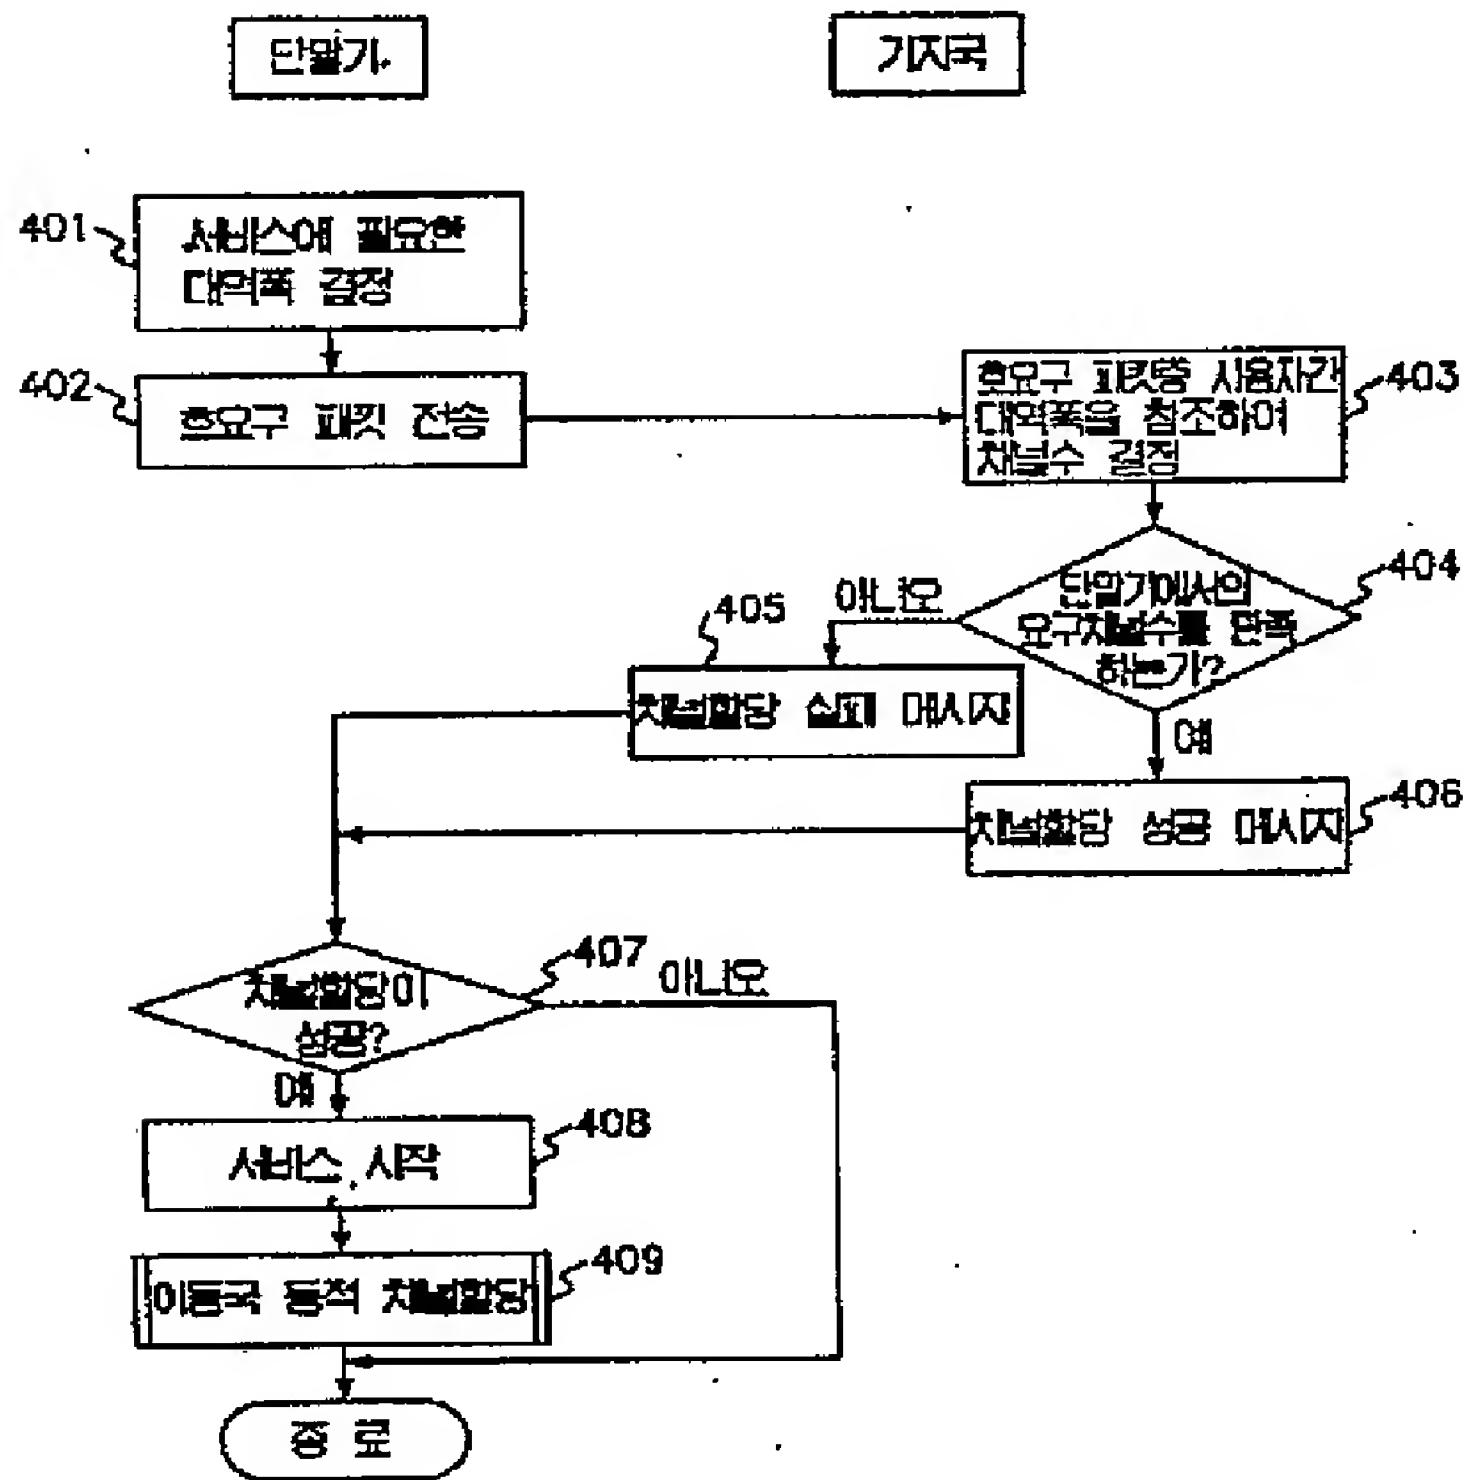 단말기
기지국
401
서비스에 필요한
대역폭 결정
402
호요구 패킷 전송
403
호요구 패킷중 사용자간
대역폭을 참조하여
채널수 결정
404
단말기에서의
요구채널수를 만족
하는가?
아니오
예
405
채널할당 실패 메시지
406
채널할당 성공 메시지
407
채널할당이
성공?
아니오
예
408
서비스 시작
409
이동국 동적 채널할당
종 료